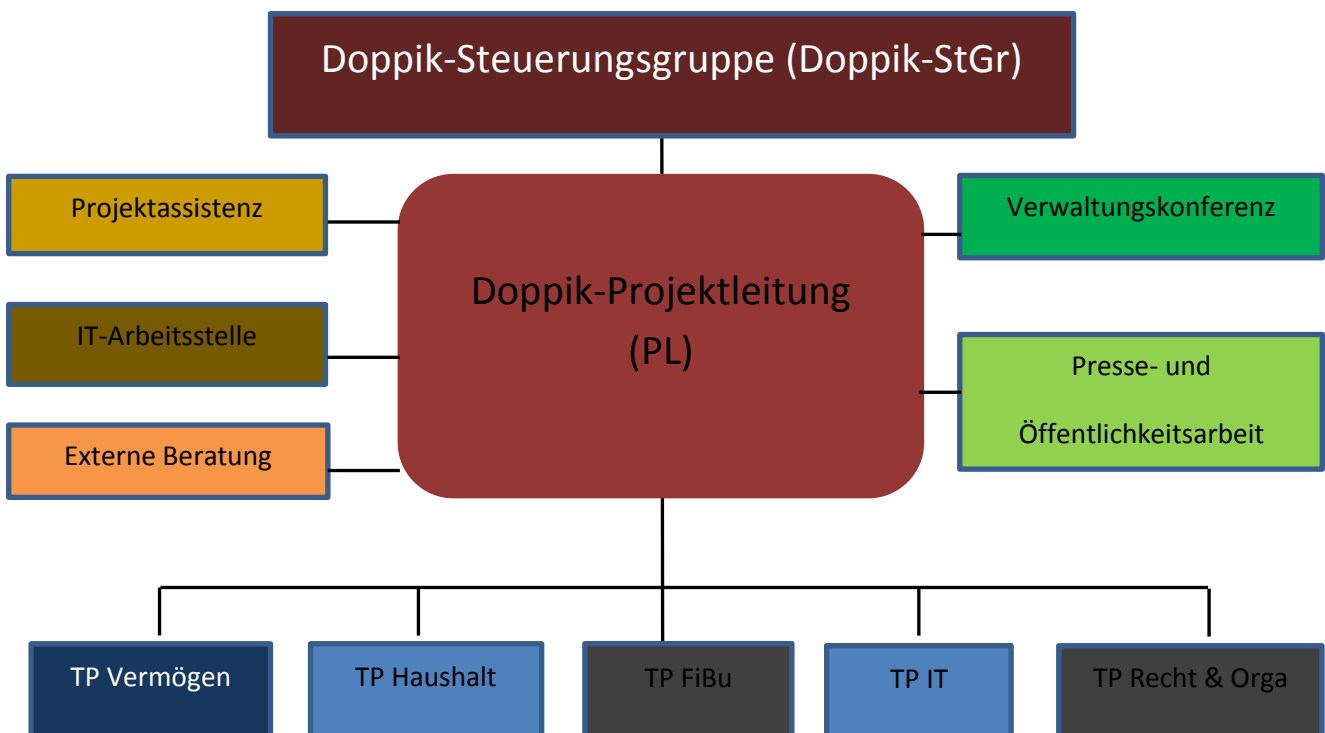 Doppik-Steuerungsgruppe (Doppik-StGr)
Projektassistenz
Verwaltungskonferenz
Doppik-Projektleitung
(PL)
IT-Arbeitsstelle
Presse- und
Öffentlichkeitsarbeit
Externe Beratung
TP Vermögen
TP Haushalt
TP FiBu
TP IT
TP Recht & Orga